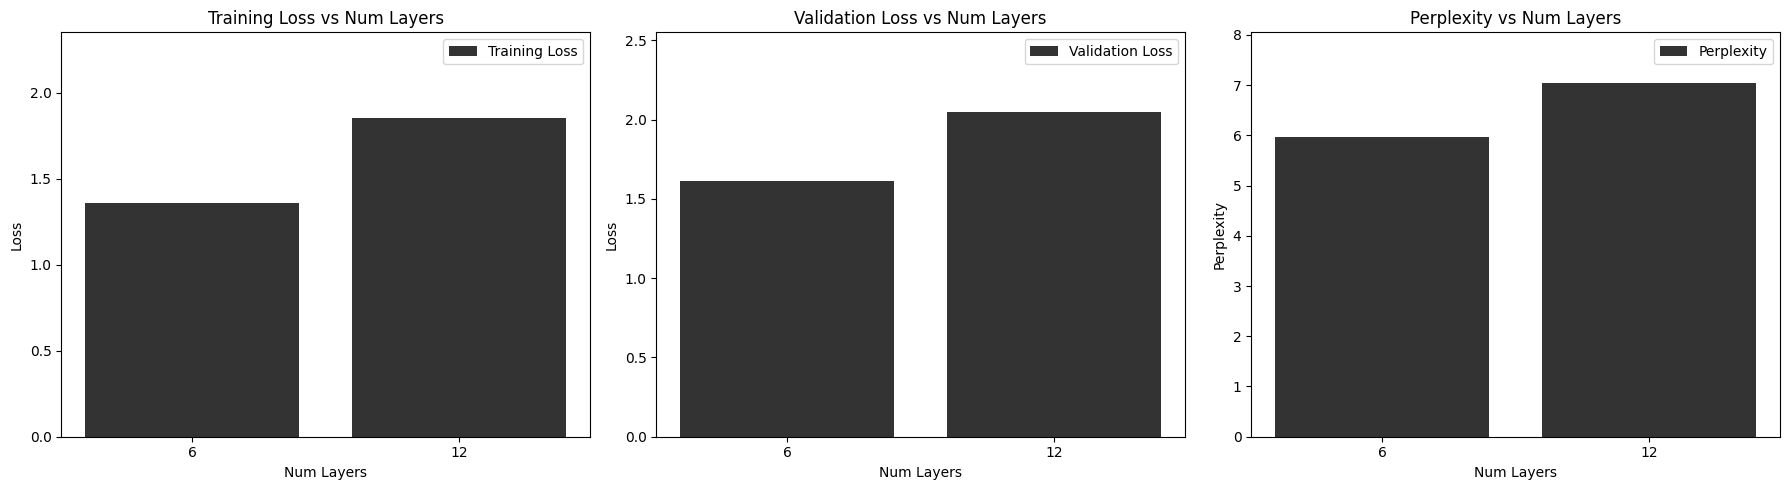 Training Loss vs Num Layers
Training Loss
2.0
1.5
1.0
0.5
0.0
Loss
6
12
Num Layers
Validation Loss vs Num Layers
Validation Loss
2.5
2.0
1.5
1.0
0.5
0.0
Loss
6
12
Num Layers
Perplexity vs Num Layers
Perplexity
8
7
6
5
4
3
2
1
0
Perplexity
6
12
Num Layers